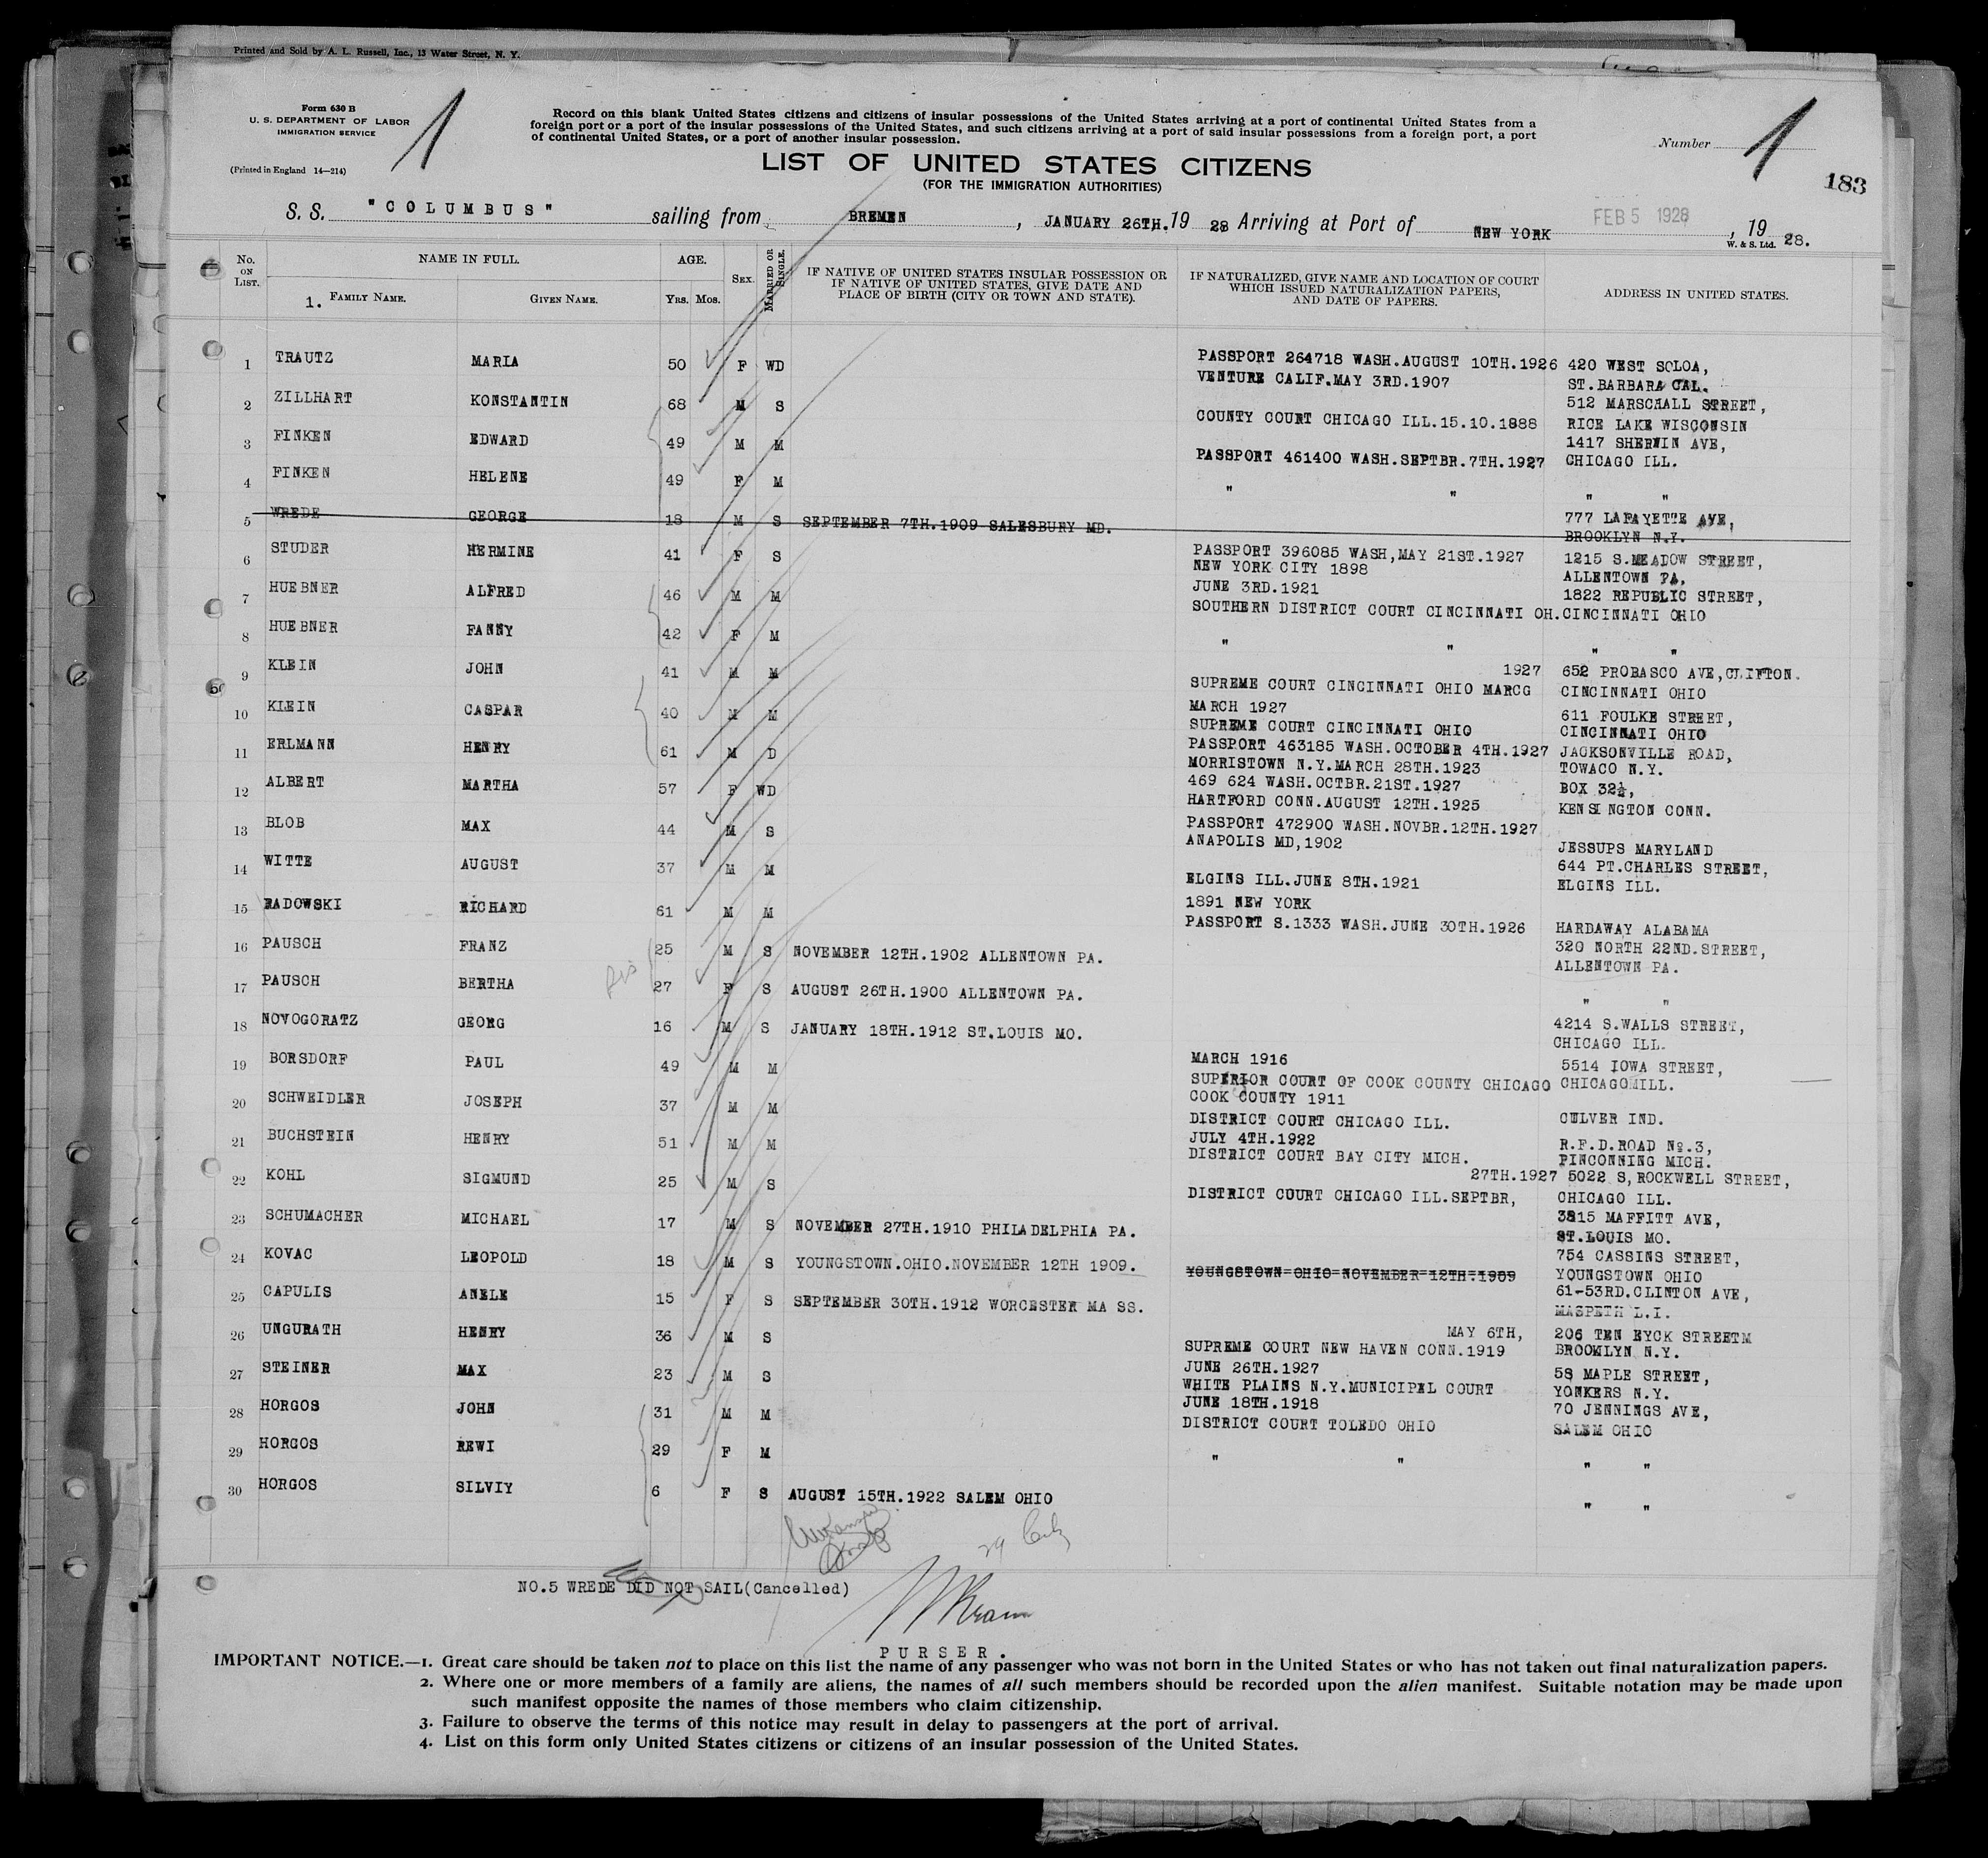 Printed and Sold by A. L. Russell, Inc., 13 Water Street, N. Y.
Form 630 B
U. S. DEPARTMENT OF LABOR
IMMIGRATION SERVICE
(Printed in England 14—214)
1
Record on this blank United States citizens and citizens of insular possessions of the United States arriving at a port of continental United States from a
foreign port or a port of the insular possessions of the United States, and such citizens arriving at a port of said insular possessions from a foreign port, a port
of continental United States, or a port of another insular possession.
Number 1
183
LIST OF UNITED STATES CITIZENS
(FOR THE IMMIGRATION AUTHORITIES)
S. S. "COLUMBUS" sailing from BREMEN, JANUARY 26TH. 19 28 Arriving at Port of NEW YORK FEB 5 1928, 19 28.
W. & S. Ltd.
No. ON LIST. NAME IN FULL. AGE. SEX. MARRIED OR SINGLE. IF NATIVE OF UNITED STATES INSULAR POSSESSION OR IF NATIVE OF UNITED STATES, GIVE DATE AND PLACE OF BIRTH (CITY OR TOWN AND STATE). IF NATURALIZED, GIVE NAME AND LOCATION OF COURT WHICH ISSUED NATURALIZATION PAPERS, AND DATE OF PAPERS. ADDRESS IN UNITED STATES.
1. FAMILY NAME. GIVEN NAME. YRS. MOS.
1 TRAUTZ MARIA 50 F WD PASSPORT 264718 WASH.AUGUST 10TH.1926 420 WEST SOLOA,
VENTURE CALIF.MAY 3RD.1907 ST.BARBARA CAL.
2 ZILLHART KONSTANTIN 68 M S 512 MARSCHALL STREET,
COUNTY COURT CHICAGO ILL.15.10.1888 RICE LAKE WISCONSIN
3 FINKEN EDWARD 49 M M 1417 SHERWIN AVE,
PASSPORT 461400 WASH.SEPTBR.7TH.1927 CHICAGO ILL.
4 FINKEN HELENE 49 F M " " " "
5 WREDE GEORGE 18 M S SEPTEMBER 7TH.1909 SALESBURY MD. 777 LAFAYETTE AVE,
BROOKLYN N.Y.
6 STUDER HERMINE 41 F S PASSPORT 396085 WASH,MAY 21ST.1927 1215 S.MEADOW STREET,
NEW YORK CITY 1898 ALLENTOWN PA,
7 HUEBNER ALFRED 46 M M JUNE 3RD.1921 1822 REPUBLIC STREET,
SOUTHERN DISTRICT COURT CINCINNATI OH. CINCINNATI OHIO
8 HUEBNER FANNY 42 F M " " " "
9 KLEIN JOHN 41 M M 1927 652 PROBASCO AVE,CLIFTON.
SUPREME COURT CINCINNATI OHIO MARCG CINCINNATI OHIO
50
10 KLEIN CASPAR 40 M M MARCH 1927 611 FOULKE STREET,
SUPREME COURT CINCINNATI OHIO CINCINNATI OHIO
11 ERLMANN HENRY 61 M D PASSPORT 463185 WASH.OCTOBER 4TH.1927 JACKSONVILLE ROAD,
MORRISTOWN N.Y.MARCH 28TH.1923 TOWACO N.Y.
12 ALBERT MARTHA 57 F WD 469 624 WASH.OCTBR.21ST.1927 BOX 32½,
HARTFORD CONN.AUGUST 12TH.1925 KENSINGTON CONN.
13 BLOB MAX 44 M S PASSPORT 472900 WASH.NOVBR.12TH.1927
ANAPOLIS MD,1902 JESSUPS MARYLAND
14 WITTE AUGUST 37 M M 644 PT.CHARLES STREET,
ELGINS ILL.JUNE 8TH.1921 ELGINS ILL.
15 RADOWSKI RICHARD 61 M M 1891 NEW YORK
PASSPORT S.1333 WASH.JUNE 30TH.1926 HARDAWAY ALABAMA
16 PAUSCH FRANZ 25 M S NOVEMBER 12TH.1902 ALLENTOWN PA. 320 NORTH 22ND.STREET,
ALLENTOWN PA.
17 PAUSCH BERTHA 27 F S AUGUST 26TH.1900 ALLENTOWN PA. " "
18 NOVOGORATZ GEORG 16 M S JANUARY 18TH.1912 ST.LOUIS MO. 4214 S.WALLS STREET,
CHICAGO ILL.
19 BORSDORF PAUL 49 M M MARCH 1916 5514 IOWA STREET,
SUPERIOR COURT OF COOK COUNTY CHICAGO CHICAGOMILL.
20 SCHWEIDLER JOSEPH 37 M M COOK COUNTY 1911
DISTRICT COURT CHICAGO ILL. CULVER IND.
21 BUCHSTEIN HENRY 51 M M JULY 4TH.1922 R.F.D.ROAD No.3,
DISTRICT COURT BAY CITY MICH. PINCONNING MICH.
22 KOHL SIGMUND 25 M S 27TH.1927 5022 S,ROCKWELL STREET,
DISTRICT COURT CHICAGO ILL.SEPTBR, CHICAGO ILL.
23 SCHUMACHER MICHAEL 17 M S NOVEMBER 27TH.1910 PHILADELPHIA PA. 3815 MAFFITT AVE,
ST.LOUIS MO.
24 KOVAC LEOPOLD 18 M S YOUNGSTOWN.OHIO.NOVEMBER 12TH 1909. YOUNGSTOWN OHIO NOVEMBER 12TH.1909 754 CASSINS STREET,
YOUNGSTOWN OHIO
25 CAPULIS ANELE 15 F S SEPTEMBER 30TH.1912 WORCESTER MA SS. 61-53RD.CLINTON AVE,
MASPETH L.I.
26 UNGURATH HENRY 36 M S MAY 6TH, 206 TEN EYCK STREETM
SUPREME COURT NEW HAVEN CONN.1919 BROOKLYN N.Y.
27 STEINER MAX 23 M S JUNE 26TH.1927 58 MAPLE STREET,
WHITE PLAINS N.Y.MUNICIPEL COURT YONKERS N.Y.
28 HORGOS JOHN 31 M M JUNE 18TH.1918 70 JENNINGS AVE,
DISTRICT COURT TOLEDO OHIO SALEM OHIO
29 HORGOS REWI 29 F M " " " "
30 HORGOS SILVIY 6 F S AUGUST 15TH.1922 SALEM OHIO " "
NO.5 WREDE DID NOT SAIL(Cancelled)
PURSER.
IMPORTANT NOTICE.—1. Great care should be taken not to place on this list the name of any passenger who was not born in the United States or who has not taken out final naturalization papers.
2. Where one or more members of a family are aliens, the names of all such members should be recorded upon the alien manifest. Suitable notation may be made upon
such manifest opposite the names of those members who claim citizenship.
3. Failure to observe the terms of this notice may result in delay to passengers at the port of arrival.
4. List on this form only United States citizens or citizens of an insular possession of the United States.